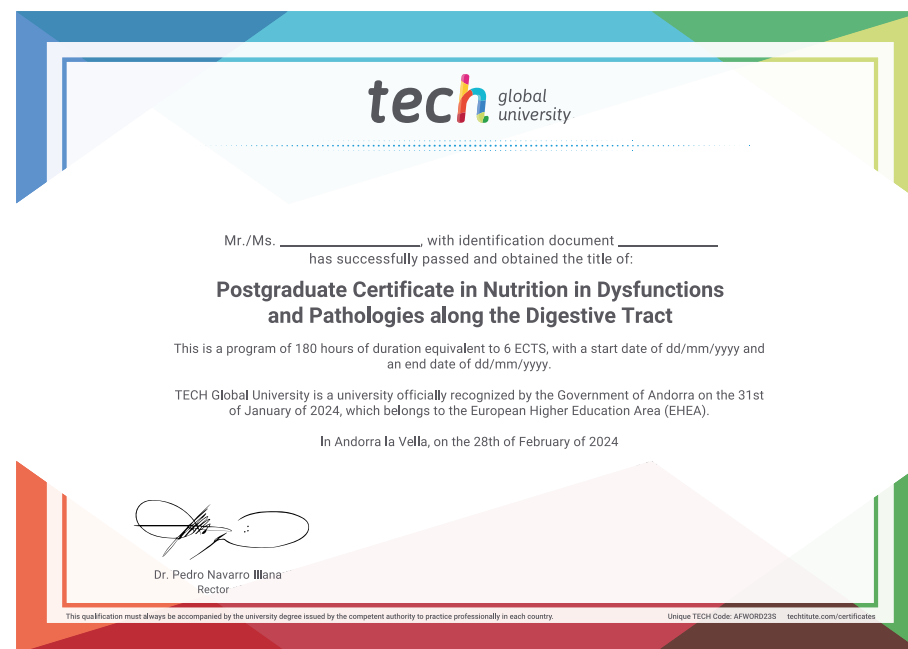 tech global
university
Mr./Ms. ____________________, with identification document ______________
has successfully passed and obtained the title of:
Postgraduate Certificate in Nutrition in Dysfunctions
and Pathologies along the Digestive Tract
This is a program of 180 hours of duration equivalent to 6 ECTS, with a start date of dd/mm/yyyy and
an end date of dd/mm/yyyy.
TECH Global University is a university officially recognized by the Government of Andorra on the 31st
of January of 2024, which belongs to the European Higher Education Area (EHEA).
In Andorra la Vella, on the 28th of February of 2024
Dr. Pedro Navarro Illana
Rector
This qualification must always be accompanied by the university degree issued by the competent authority to practice professionally in each country. Unique TECH Code: AFWORD23S techtitute.com/certificates